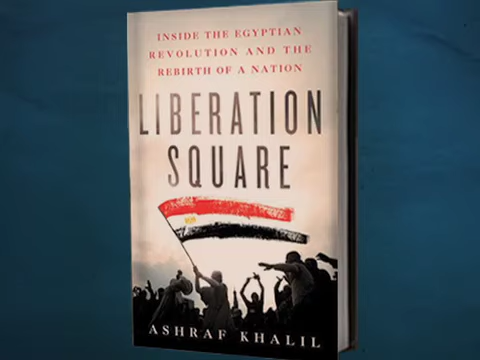 INSIDE THE EGYPTIAN
REVOLUTION AND THE
REBIRTH OF A NATION
LIBERATION
SQUARE
ASHRAF KHALIL